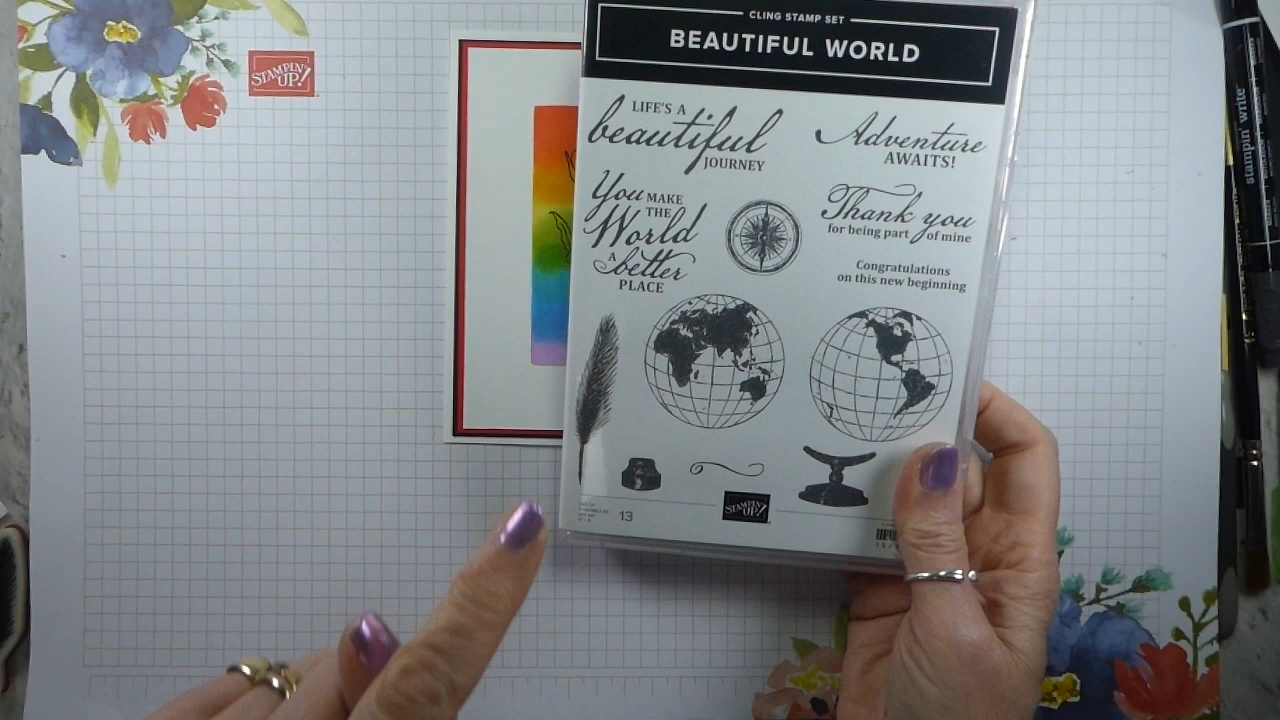 CLING STAMP SET
BEAUTIFUL WORLD
STAMPIN' UP!
LIFE'S A
beautiful
JOURNEY
Adventure
AWAITS!
You MAKE
THE
World
A
better
PLACE
Thank you
for being part of mine
Congratulations
on this new beginning
13
STAMPIN' UP!
stampin' write